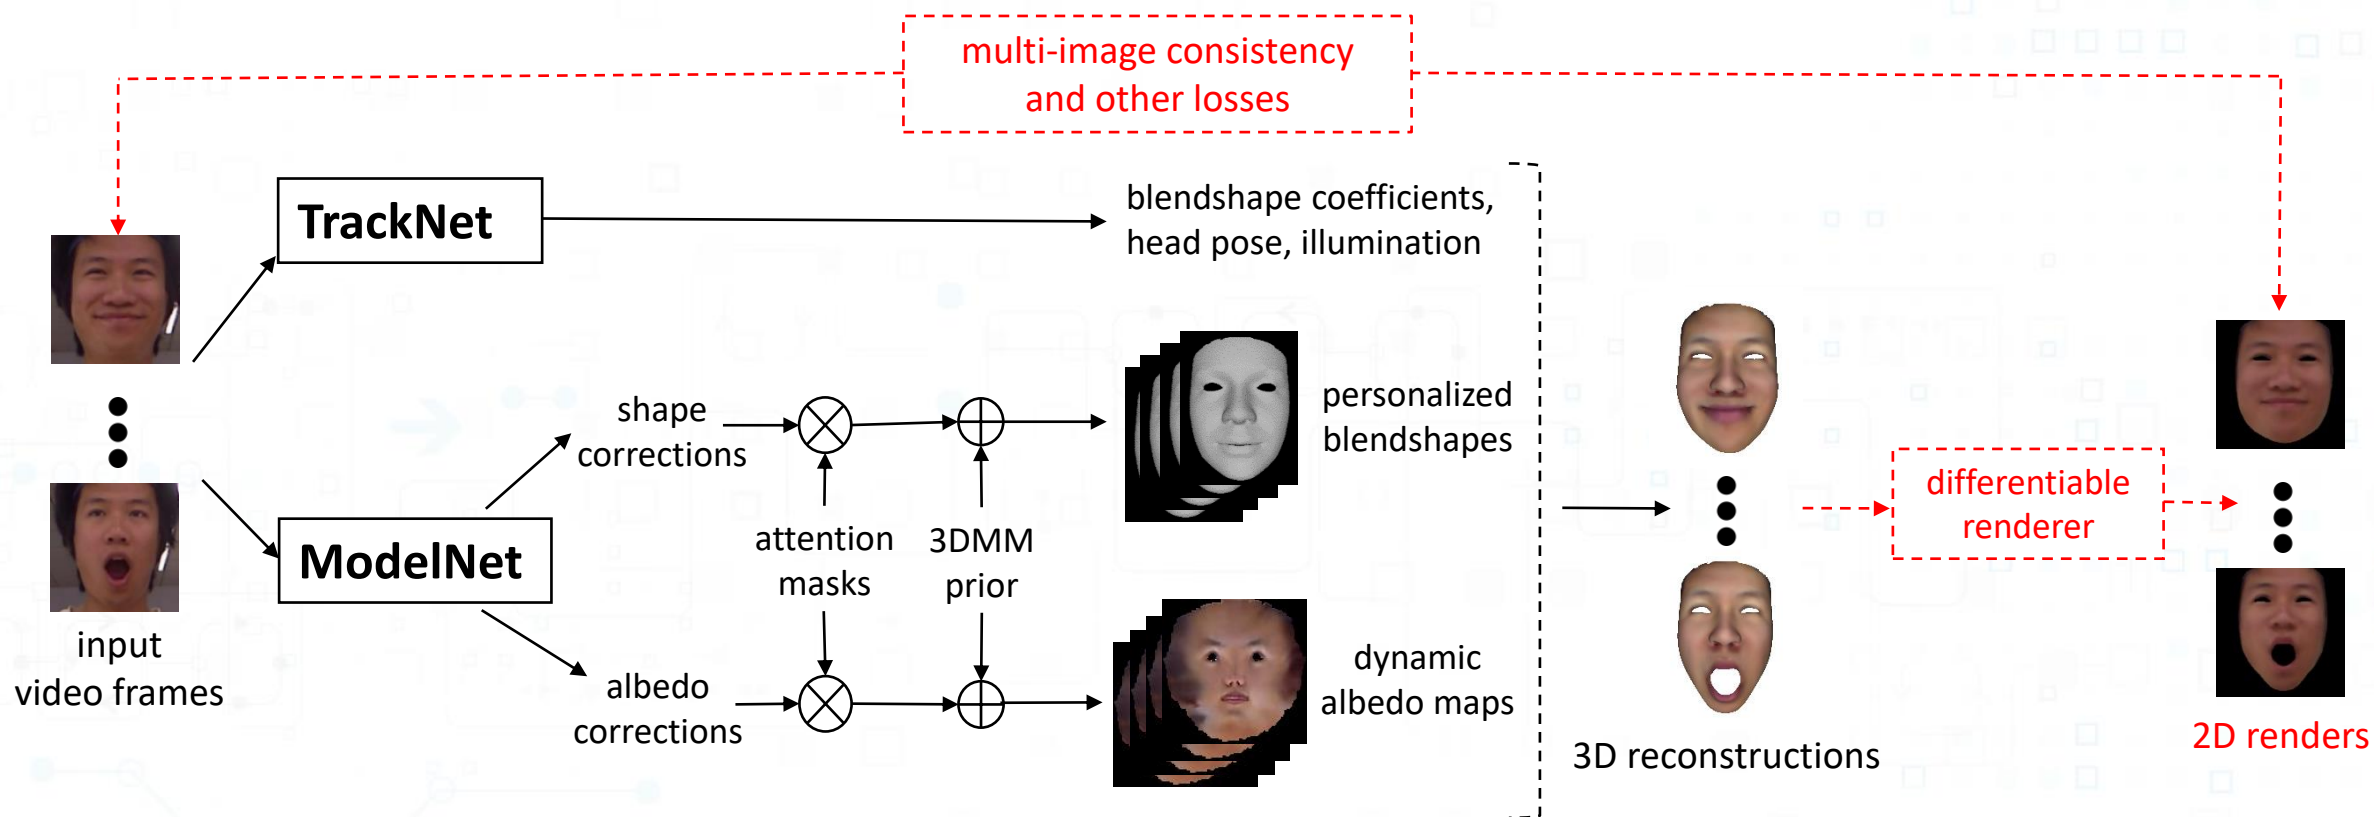 multi-image consistency
and other losses
TrackNet
blendshape coefficients,
head pose, illumination
shape
corrections
personalized
blendshapes
differentiable
renderer
attention
masks
3DMM
prior
ModelNet
input
video frames
albedo
corrections
dynamic
albedo maps
3D reconstructions
2D renders